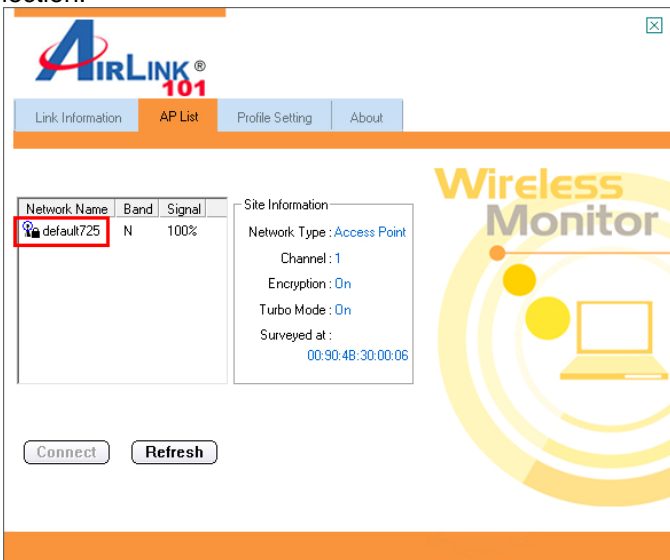 AIRLINK®
101
Link Information AP List Profile Setting About
Wireless
Monitor
Network Name Band Signal
default725 N 100%
Site Information
Network Type : Access Point
Channel : 1
Encryption : On
Turbo Mode : On
Surveyed at :
00:90:4B:30:00:06
Connect Refresh